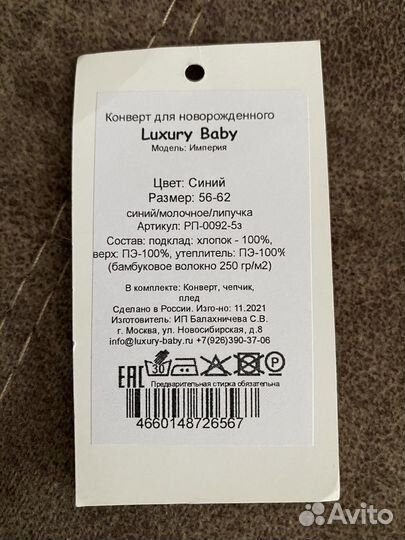 Конверт для новорожденного
Luxury Baby
Модель: Империя
Цвет: Синий
Размер: 56-62
синий/молочное/липучка
Артикул: РП-0092-5з
Состав: подклад: хлопок - 100%,
верх: ПЭ-100%, утеплитель: ПЭ-100%
(бамбуковое волокно 250 гр/м2)
В комплекте: Конверт, чепчик,
плед
Сделано в России. Изго-но: 11.2021
Изготовитель: ИП Балахничева С.В.
г. Москва, ул. Новосибирская, д.8
info@luxury-baby.ru +7(926)390-37-06
EAC 30 P
Предварительная стирка обязательна
4660148726567
Avito